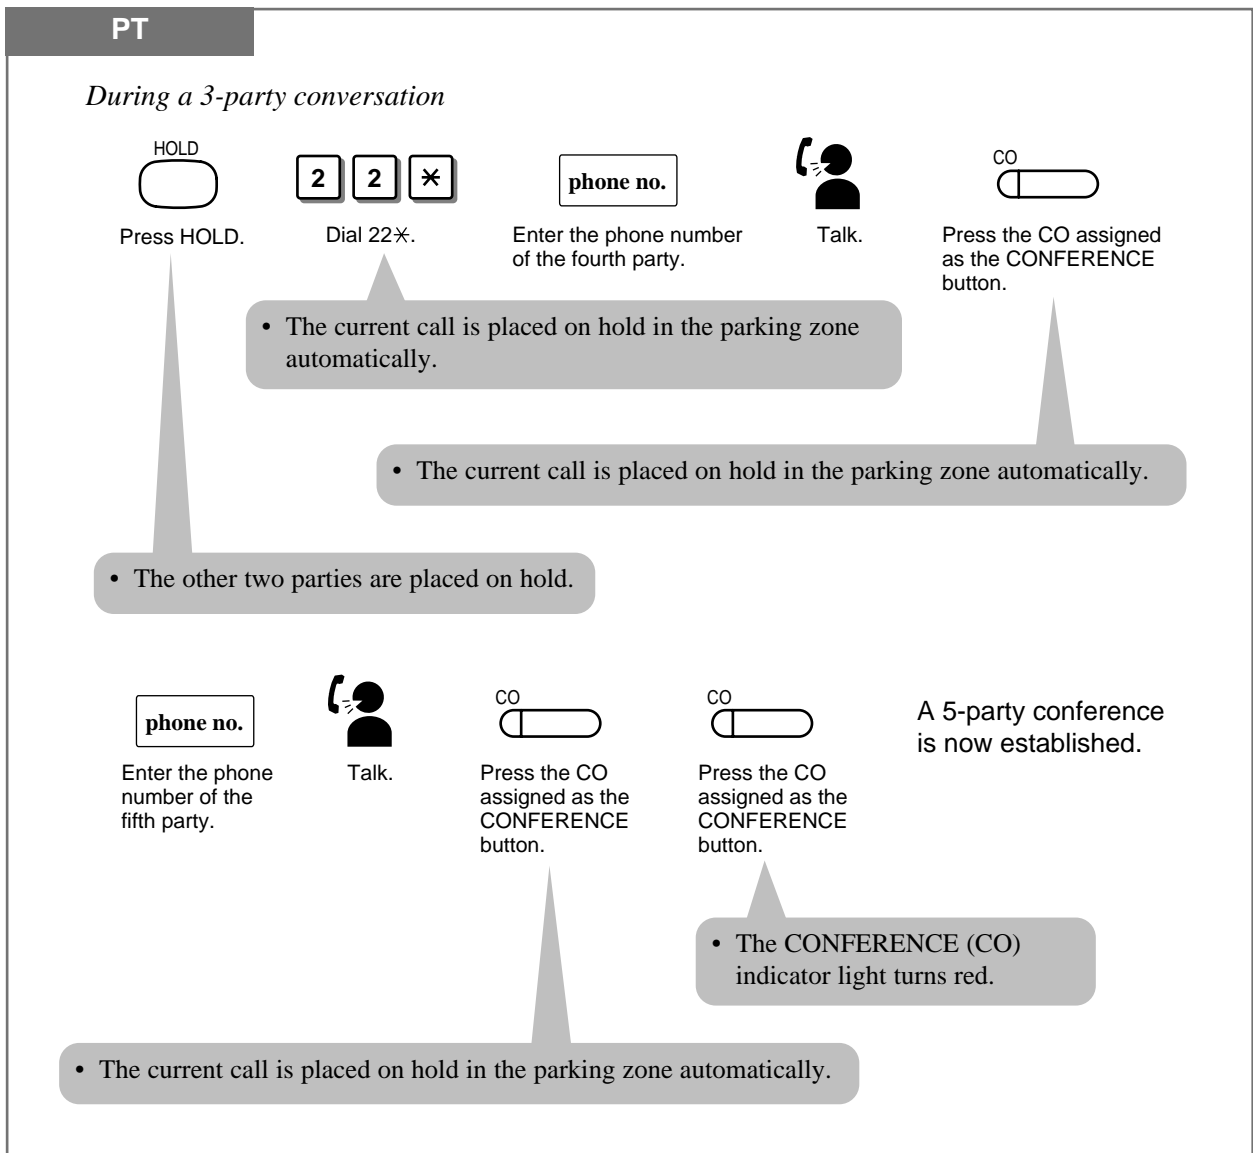 PT
During a 3-party conversation
HOLD
2 2 ✳
phone no.
CO
Press HOLD.
Dial 22✳.
Enter the phone number
of the fourth party.
Talk.
Press the CO assigned
as the CONFERENCE
button.
• The current call is placed on hold in the parking zone
automatically.
• The current call is placed on hold in the parking zone automatically.
• The other two parties are placed on hold.
phone no.
CO
CO
Enter the phone
number of the
fifth party.
Talk.
Press the CO
assigned as the
CONFERENCE
button.
Press the CO
assigned as the
CONFERENCE
button.
A 5-party conference
is now established.
• The CONFERENCE (CO)
indicator light turns red.
• The current call is placed on hold in the parking zone automatically.